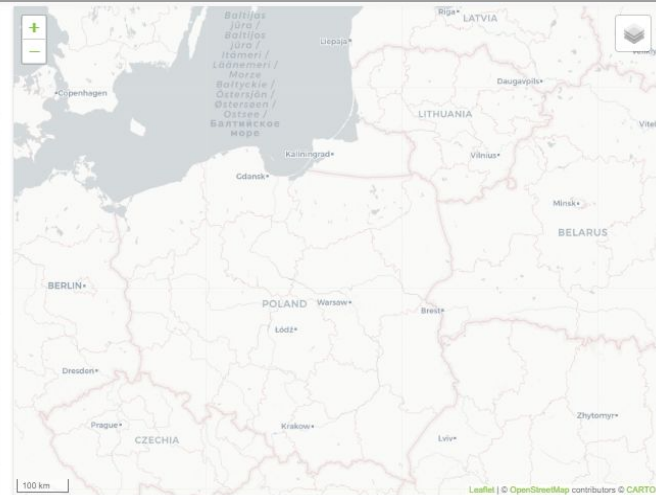 +
−
Baltijas
jūra /
Baltijos
jūra /
Itämeri /
Läänemeri /
Morze
Bałtyckie /
Östersjön /
Østersøen /
Ostsee /
Балтийское
море
Riga
LATVIA
Liepāja
Daugavpils
Copenhagen
LITHUANIA
Kaliningrad
Vilnius
Gdansk
Minsk
BELARUS
BERLIN
POLAND
Warsaw
Brest
Łódź
Dresden
Prague
CZECHIA
Krakow
Lviv
Zhytomyr
100 km
Leaflet | © OpenStreetMap contributors © CARTO